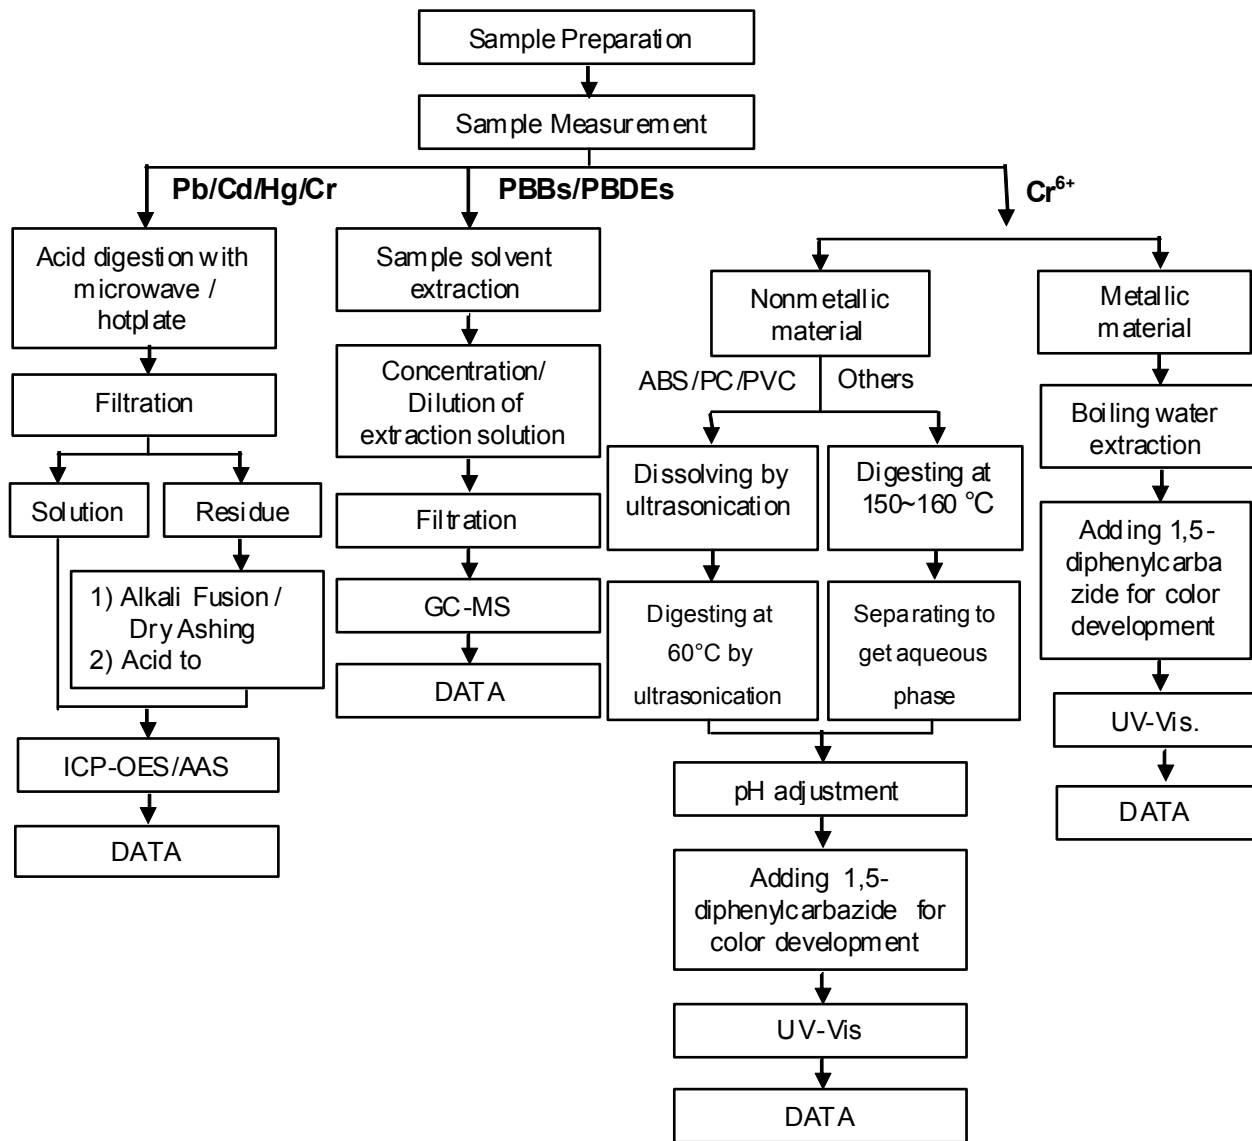 Sample Preparation
Sample Measurement
Pb/Cd/Hg/Cr
PBBs/PBDEs
Cr⁶⁺
Acid digestion with
microwave /
hotplate
Filtration
Solution
Residue
1) Alkali Fusion /
Dry Ashing
2) Acid to
ICP-OES/AAS
DATA
Sample solvent
extraction
Concentration/
Dilution of
extraction solution
Filtration
GC-MS
DATA
Nonmetallic
material
ABS/PC/PVC
Others
Dissolving by
ultrasonication
Digesting at
60°C by
ultrasonication
Digesting at
150~160 °C
Separating to
get aqueous
phase
pH adjustment
Adding 1,5-
diphenylcarbazide for
color development
UV-Vis
DATA
Metallic
material
Boiling water
extraction
Adding 1,5-
diphenylcarba
zide for color
development
UV-Vis.
DATA